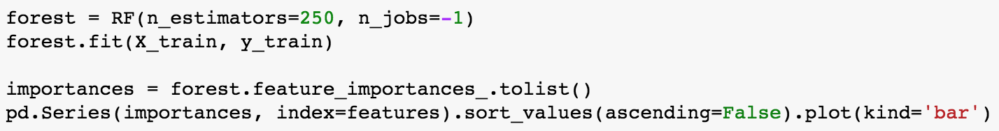 forest = RF(n_estimators=250, n_jobs=-1)
forest.fit(X_train, y_train)

importances = forest.feature_importances_.tolist()
pd.Series(importances, index=features).sort_values(ascending=False).plot(kind='bar')